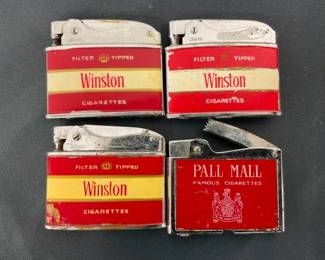 FILTER TIPPED
Winston
CIGARETTES
FILTER TIPPED
Winston
CIGARETTES
FILTER TIPPED
Winston
CIGARETTES
PALL MALL
FAMOUS CIGARETTES